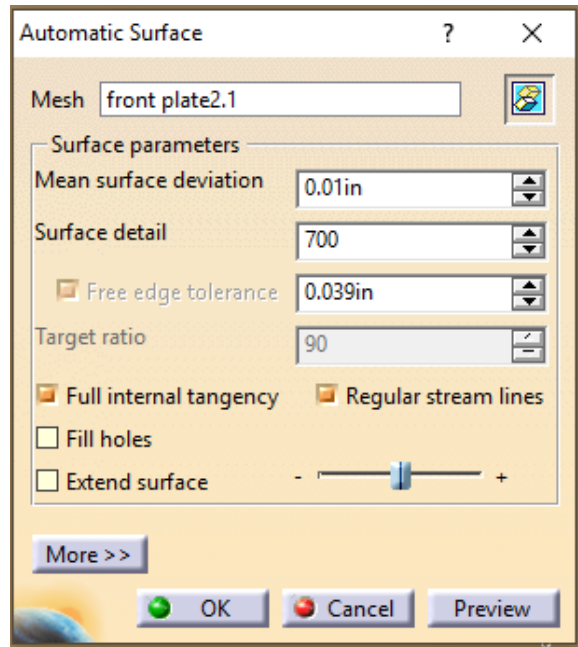 Automatic Surface ? ×
Mesh front plate2.1
Surface parameters
Mean surface deviation 0.01in
Surface detail 700
Free edge tolerance 0.039in
Target ratio 90
Full internal tangency Regular stream lines
Fill holes
Extend surface - +
More >>
OK Cancel Preview